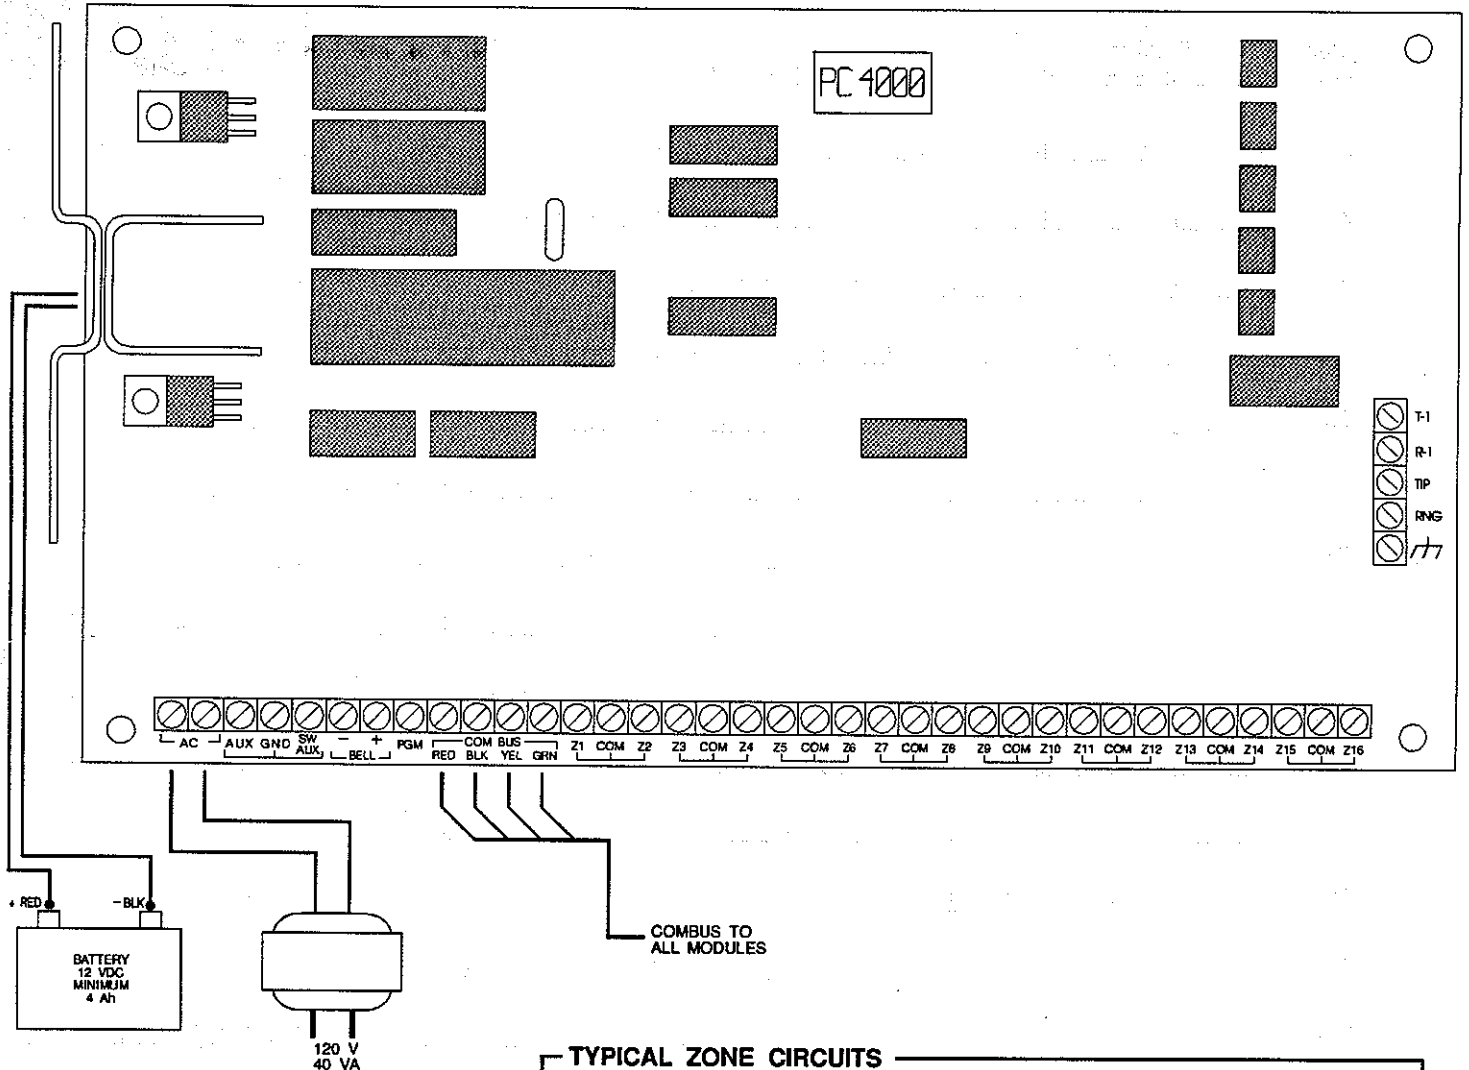 PC4000
T-1
R-1
TIP
RNG
AC AUX GND SW AUX - + BELL PGM COM BUS RED BLK YEL GRN Z1 COM Z2 Z3 COM Z4 Z5 COM Z6 Z7 COM Z8 Z9 COM Z10 Z11 COM Z12 Z13 COM Z14 Z15 COM Z16
+ RED
- BLK
BATTERY
12 VDC
MINIMUM
4 Ah
120 V
40 VA
COMBUS TO
ALL MODULES
TYPICAL ZONE CIRCUITS